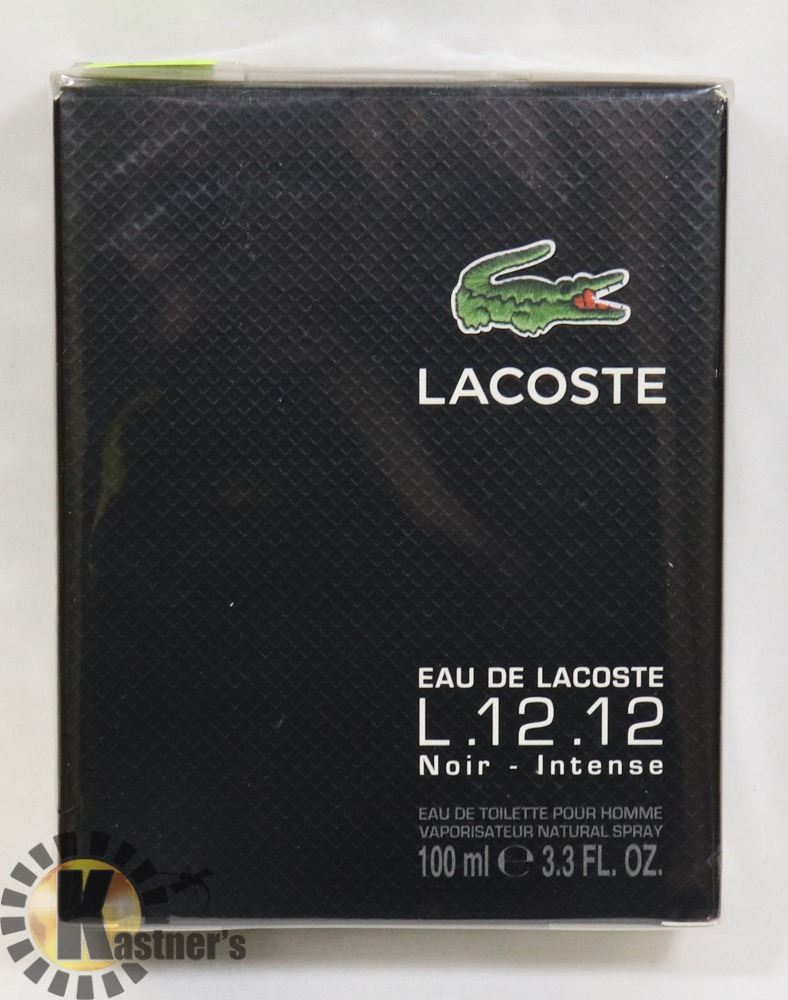 LACOSTE
EAU DE LACOSTE
L.12.12
Noir - Intense
EAU DE TOILETTE POUR HOMME
VAPORISATEUR NATURAL SPRAY
100 ml ℮ 3.3 FL. OZ.
Kastner's